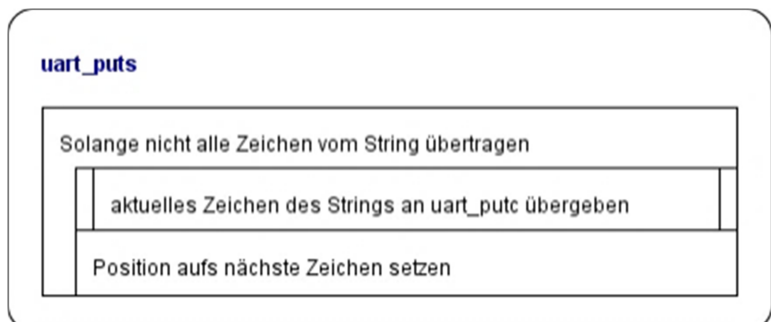 uart_puts
Solange nicht alle Zeichen vom String übertragen
aktuelles Zeichen des Strings an uart_putc übergeben
Position aufs nächste Zeichen setzen